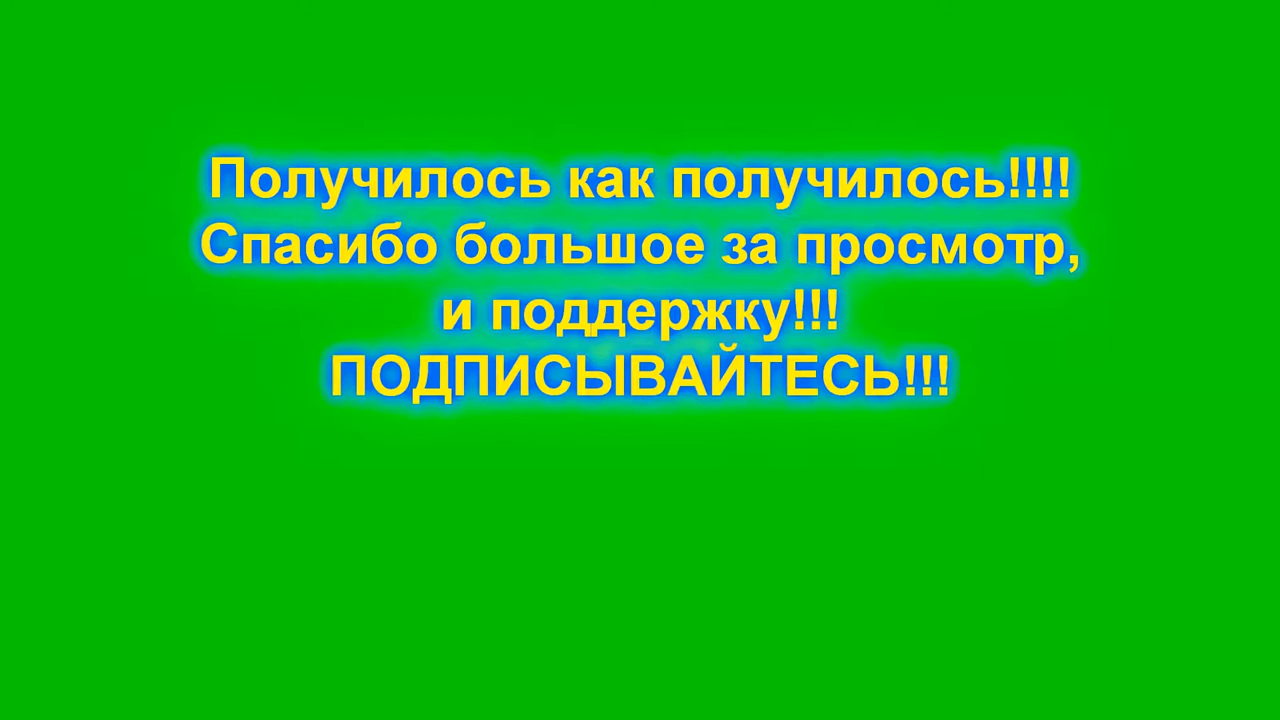 Получилось как получилось!!!!
Спасибо большое за просмотр,
и поддержку!!!
ПОДПИСЫВАЙТЕСЬ!!!